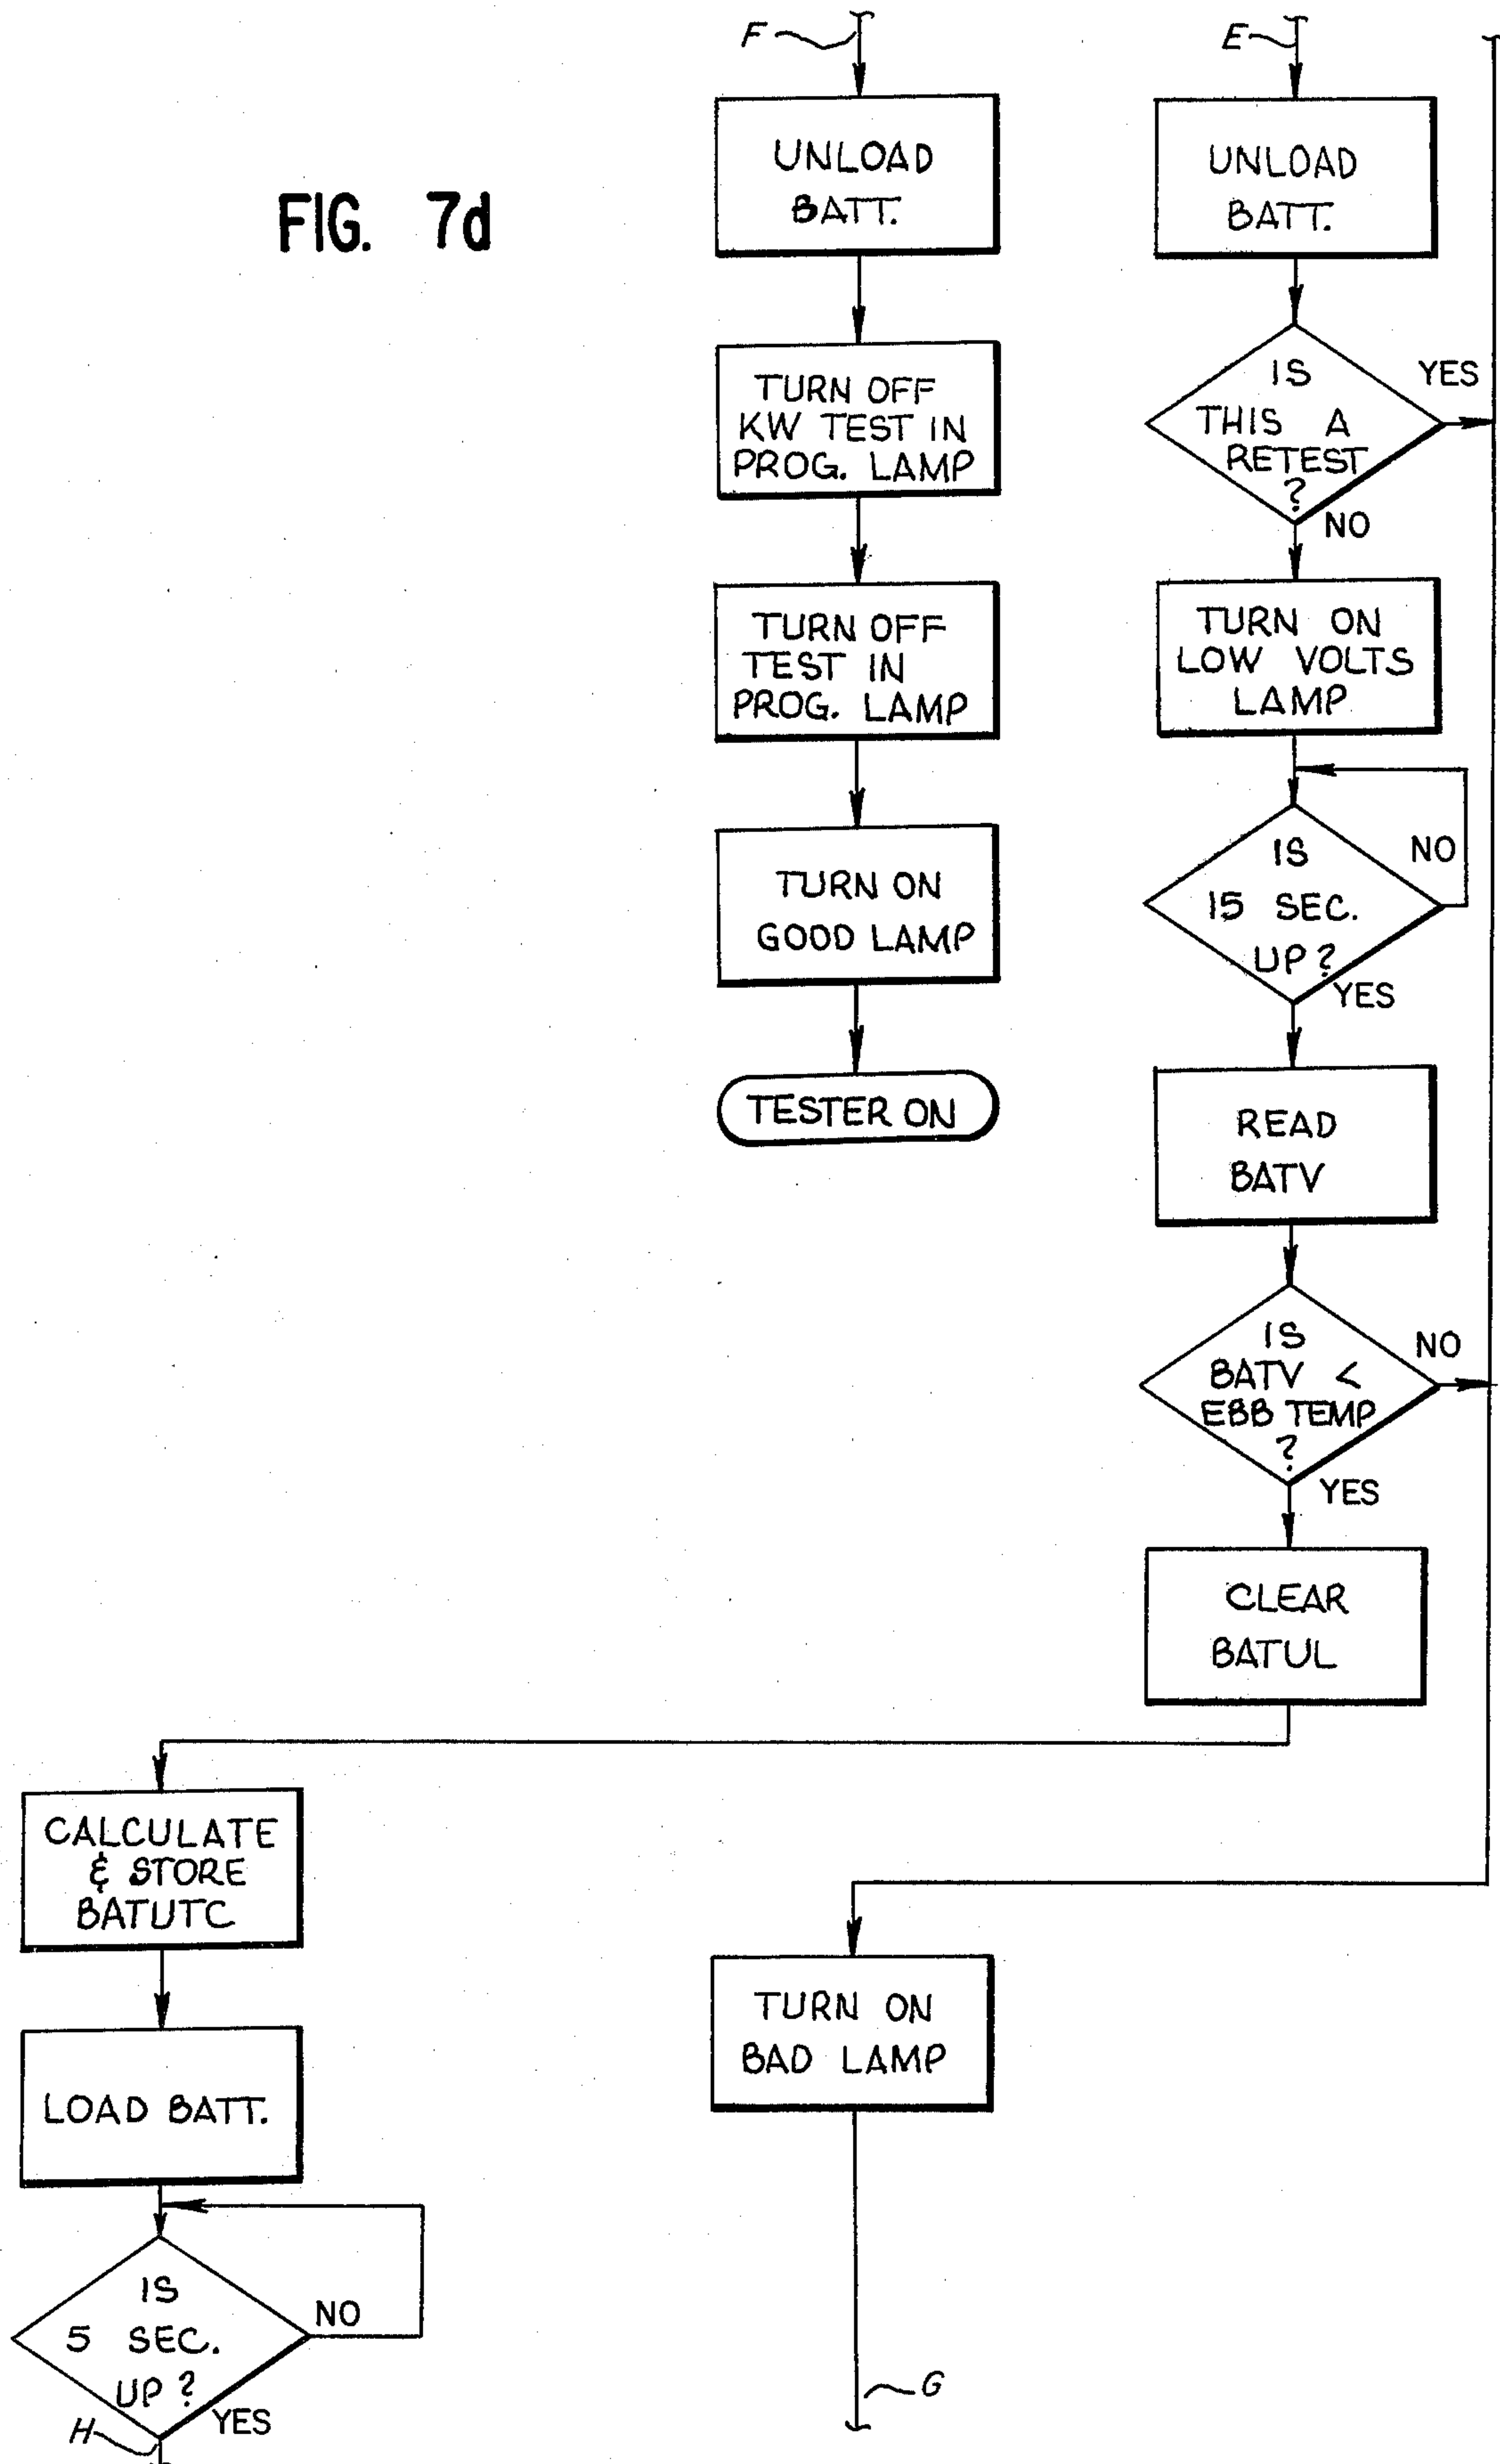 FIG. 7d
F
UNLOAD
BATT.
TURN OFF
KW TEST IN
PROG. LAMP
TURN OFF
TEST IN
PROG. LAMP
TURN ON
GOOD LAMP
TESTER ON
E
UNLOAD
BATT.
IS
THIS A
RETEST
?
YES
NO
TURN ON
LOW VOLTS
LAMP
IS
15 SEC.
UP?
NO
YES
READ
BATV
IS
BATV <
EBB TEMP
?
NO
YES
CLEAR
BATUL
CALCULATE
& STORE
BATUTC
LOAD BATT.
IS
5 SEC.
UP?
NO
YES
H
TURN ON
BAD LAMP
G